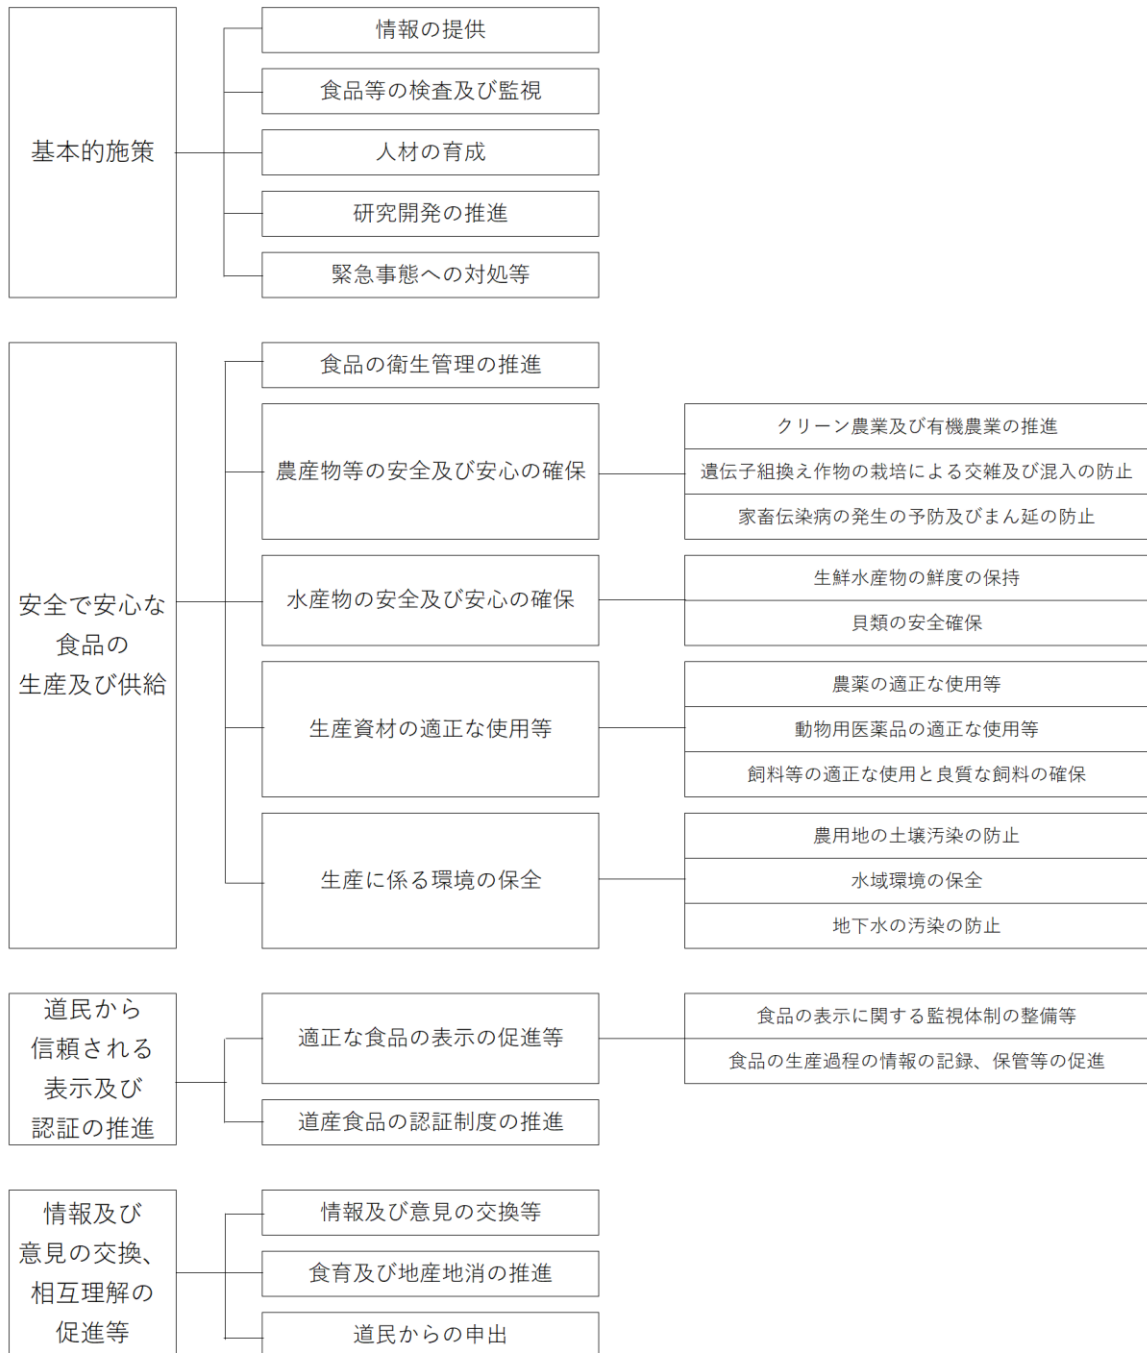 基本的施策
情報の提供
食品等の検査及び監視
人材の育成
研究開発の推進
緊急事態への対処等
安全で安心な
食品の
生産及び供給
食品の衛生管理の推進
農産物等の安全及び安心の確保
クリーン農業及び有機農業の推進
遺伝子組換え作物の栽培による交雑及び混入の防止
家畜伝染病の発生の予防及びまん延の防止
水産物の安全及び安心の確保
生鮮水産物の鮮度の保持
貝類の安全確保
生産資材の適正な使用等
農薬の適正な使用等
動物用医薬品の適正な使用等
飼料等の適正な使用と良質な飼料の確保
生産に係る環境の保全
農用地の土壌汚染の防止
水域環境の保全
地下水の汚染の防止
道民から
信頼される
表示及び
認証の推進
適正な食品の表示の促進等
食品の表示に関する監視体制の整備等
食品の生産過程の情報の記録、保管等の促進
道産食品の認証制度の推進
情報及び
意見の交換、
相互理解の
促進等
情報及び意見の交換等
食育及び地産地消の推進
道民からの申出